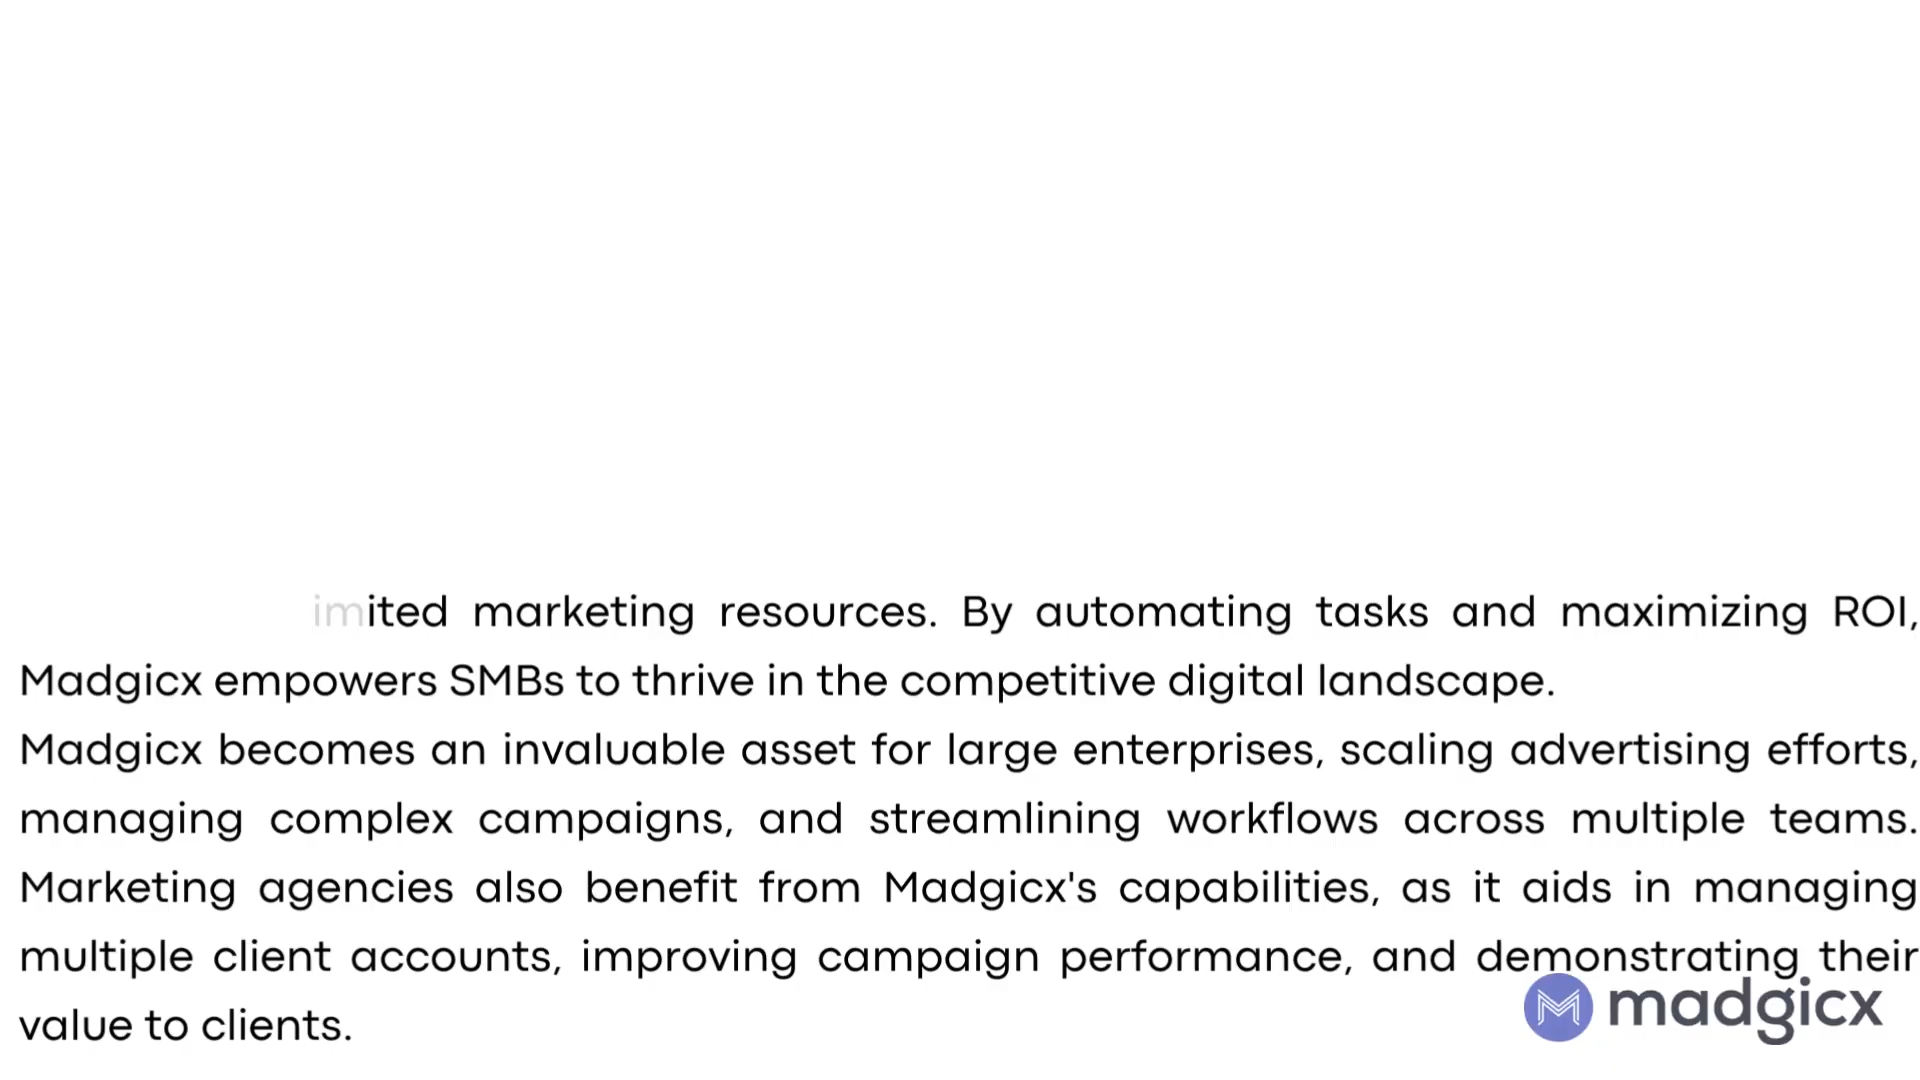 imited marketing resources. By automating tasks and maximizing ROI,
Madgicx empowers SMBs to thrive in the competitive digital landscape.
Madgicx becomes an invaluable asset for large enterprises, scaling advertising efforts,
managing complex campaigns, and streamlining workflows across multiple teams.
Marketing agencies also benefit from Madgicx's capabilities, as it aids in managing
multiple client accounts, improving campaign performance, and demonstrating their
value to clients.
madgicx